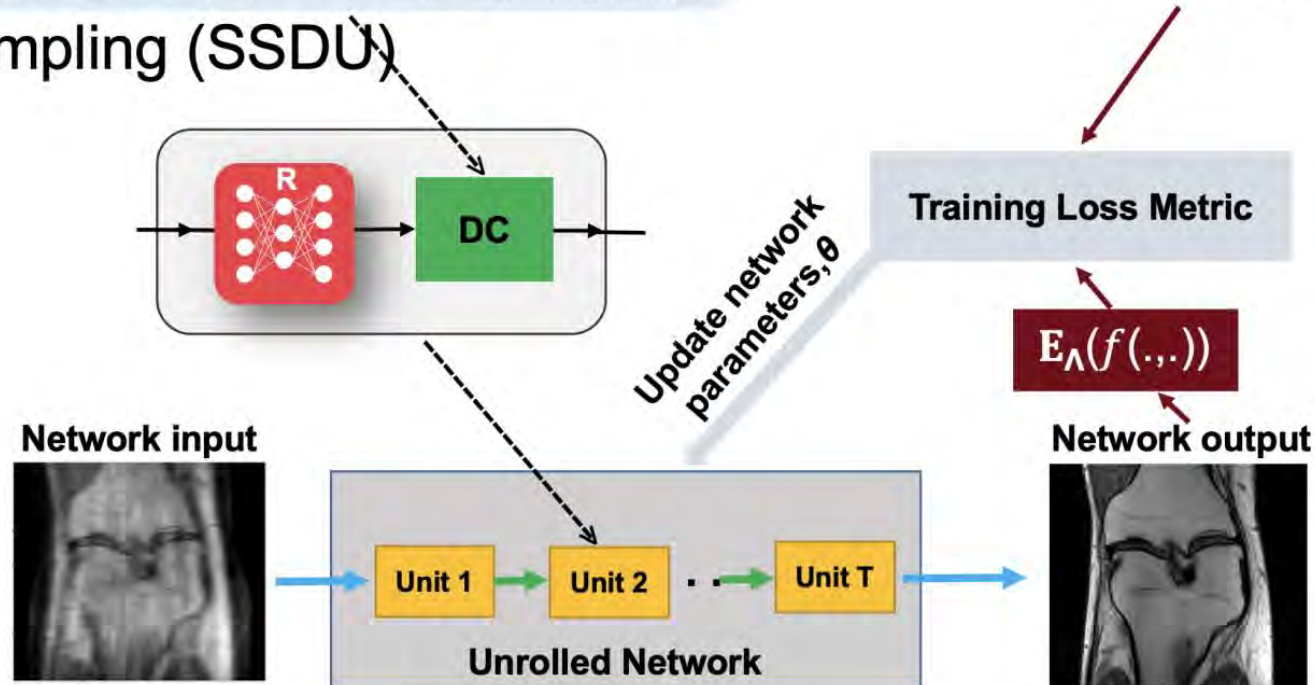 mpling (SSDU)
R
DC
Training Loss Metric
Update network
parameters,θ
E_Λ(f(.,.))
Network input
Network output
Unit 1
Unit 2
. .
Unit T
Unrolled Network